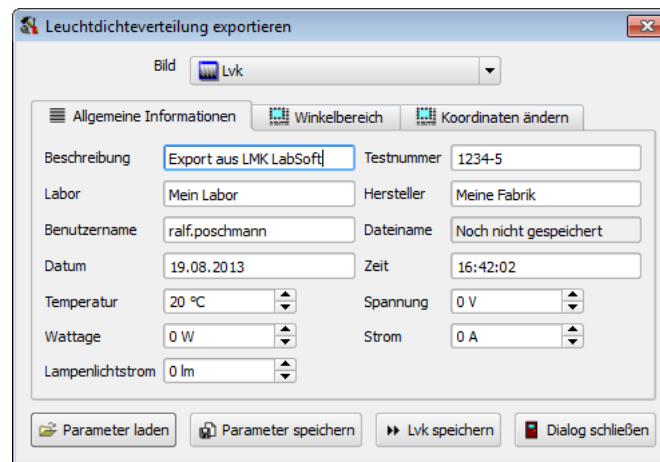 Leuchtdichteverteilung exportieren
Bild Lvk
Allgemeine Informationen Winkelbereich Koordinaten ändern
Beschreibung Export aus LMK LabSoft Testnummer 1234-5
Labor Mein Labor Hersteller Meine Fabrik
Benutzername ralf.poschmann Dateiname Noch nicht gespeichert
Datum 19.08.2013 Zeit 16:42:02
Temperatur 20 °C Spannung 0 V
Wattage 0 W Strom 0 A
Lampenlichtstrom 0 lm
Parameter laden Parameter speichern Lvk speichern Dialog schließen